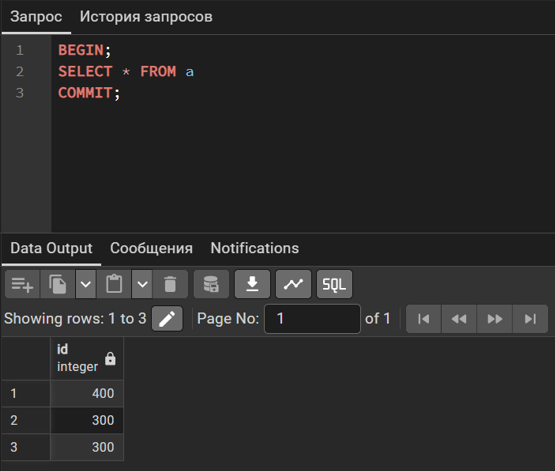 Запрос История запросов
1 BEGIN;
2 SELECT * FROM a
3 COMMIT;
Data Output Сообщения Notifications
SQL
Showing rows: 1 to 3 Page No: 1 of 1
id
integer
1 400
2 300
3 300